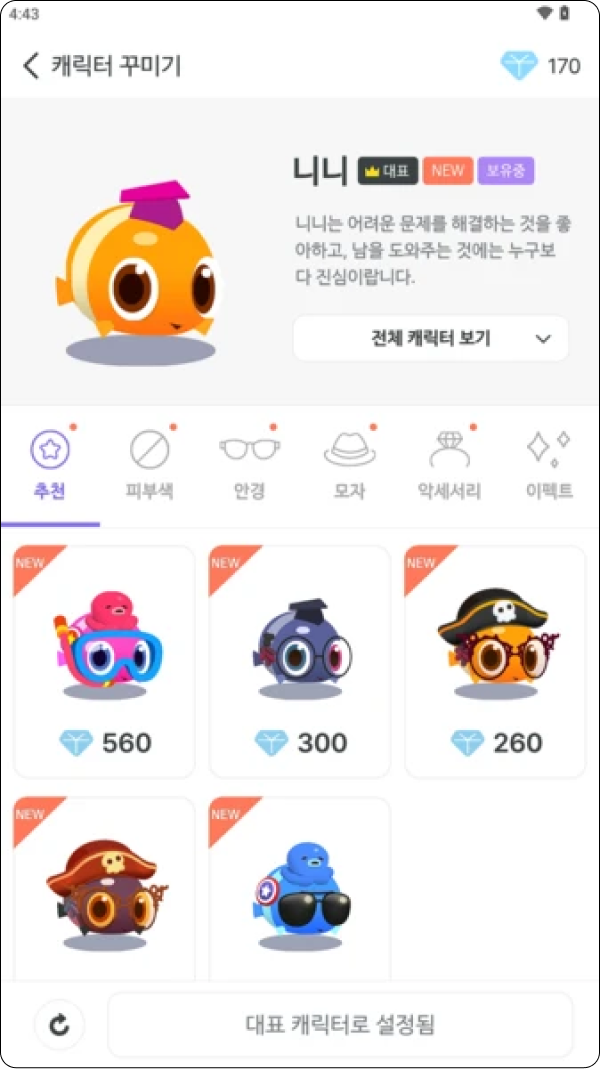 4:43
캐릭터 꾸미기
170
니니 대표 NEW 보유중
니니는 어려운 문제를 해결하는 것을 좋
아하고, 남을 도와주는 것에는 누구보
다 진심이랍니다.
전체 캐릭터 보기
추천 피부색 안경 모자 악세서리 이펙트
NEW NEW NEW
560 300 260
NEW NEW
대표 캐릭터로 설정됨